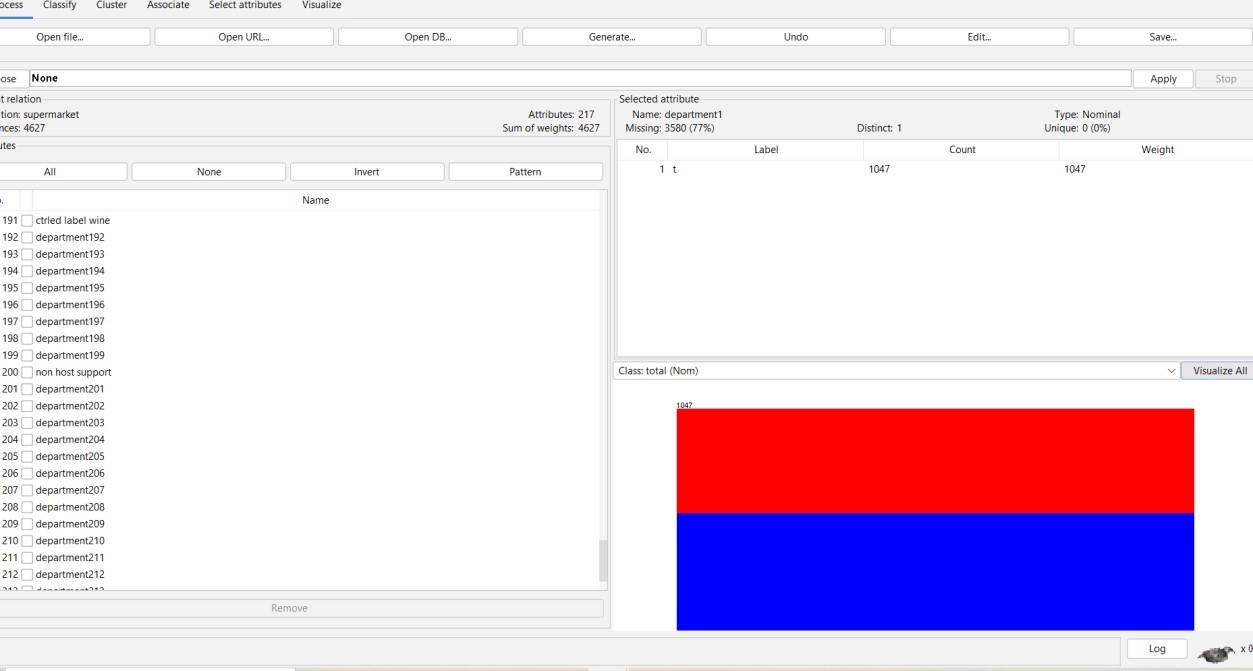 ocess Classify Cluster Associate Select attributes Visualize
Open file... Open URL... Open DB... Generate... Undo Edit... Save...
ose None Apply Stop
t relation
tion: supermarket Attributes: 217
nces: 4627 Sum of weights: 4627
utes
All None Invert Pattern
. Name
191 ctrled label wine
192 department192
193 department193
194 department194
195 department195
196 department196
197 department197
198 department198
199 department199
200 non host support
201 department201
202 department202
203 department203
204 department204
205 department205
206 department206
207 department207
208 department208
209 department209
210 department210
211 department211
212 department212
Remove
Selected attribute
Name: department1 Type: Nominal
Missing: 3580 (77%) Distinct: 1 Unique: 0 (0%)
No. Label Count Weight
1 t 1047 1047
Class: total (Nom) Visualize All
1047
Log x 0